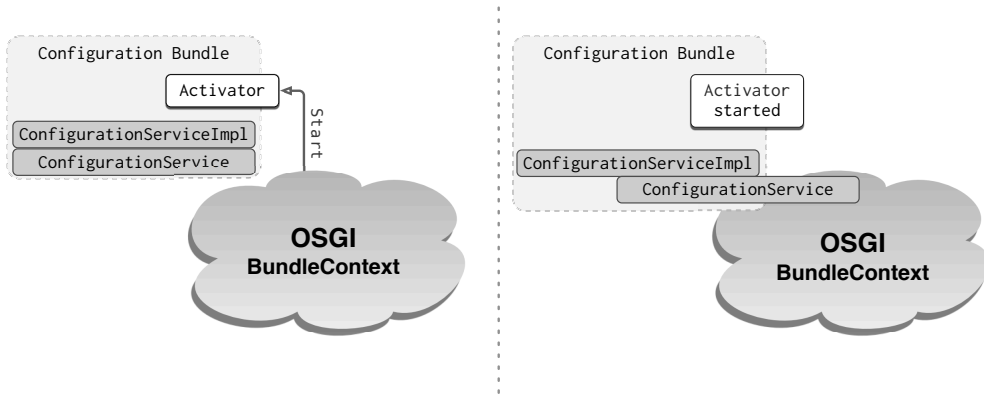 Configuration Bundle
Activator
Start
ConfigurationServiceImpl
ConfigurationService
OSGI
BundleContext
Configuration Bundle
Activator
started
ConfigurationServiceImpl
ConfigurationService
OSGI
BundleContext